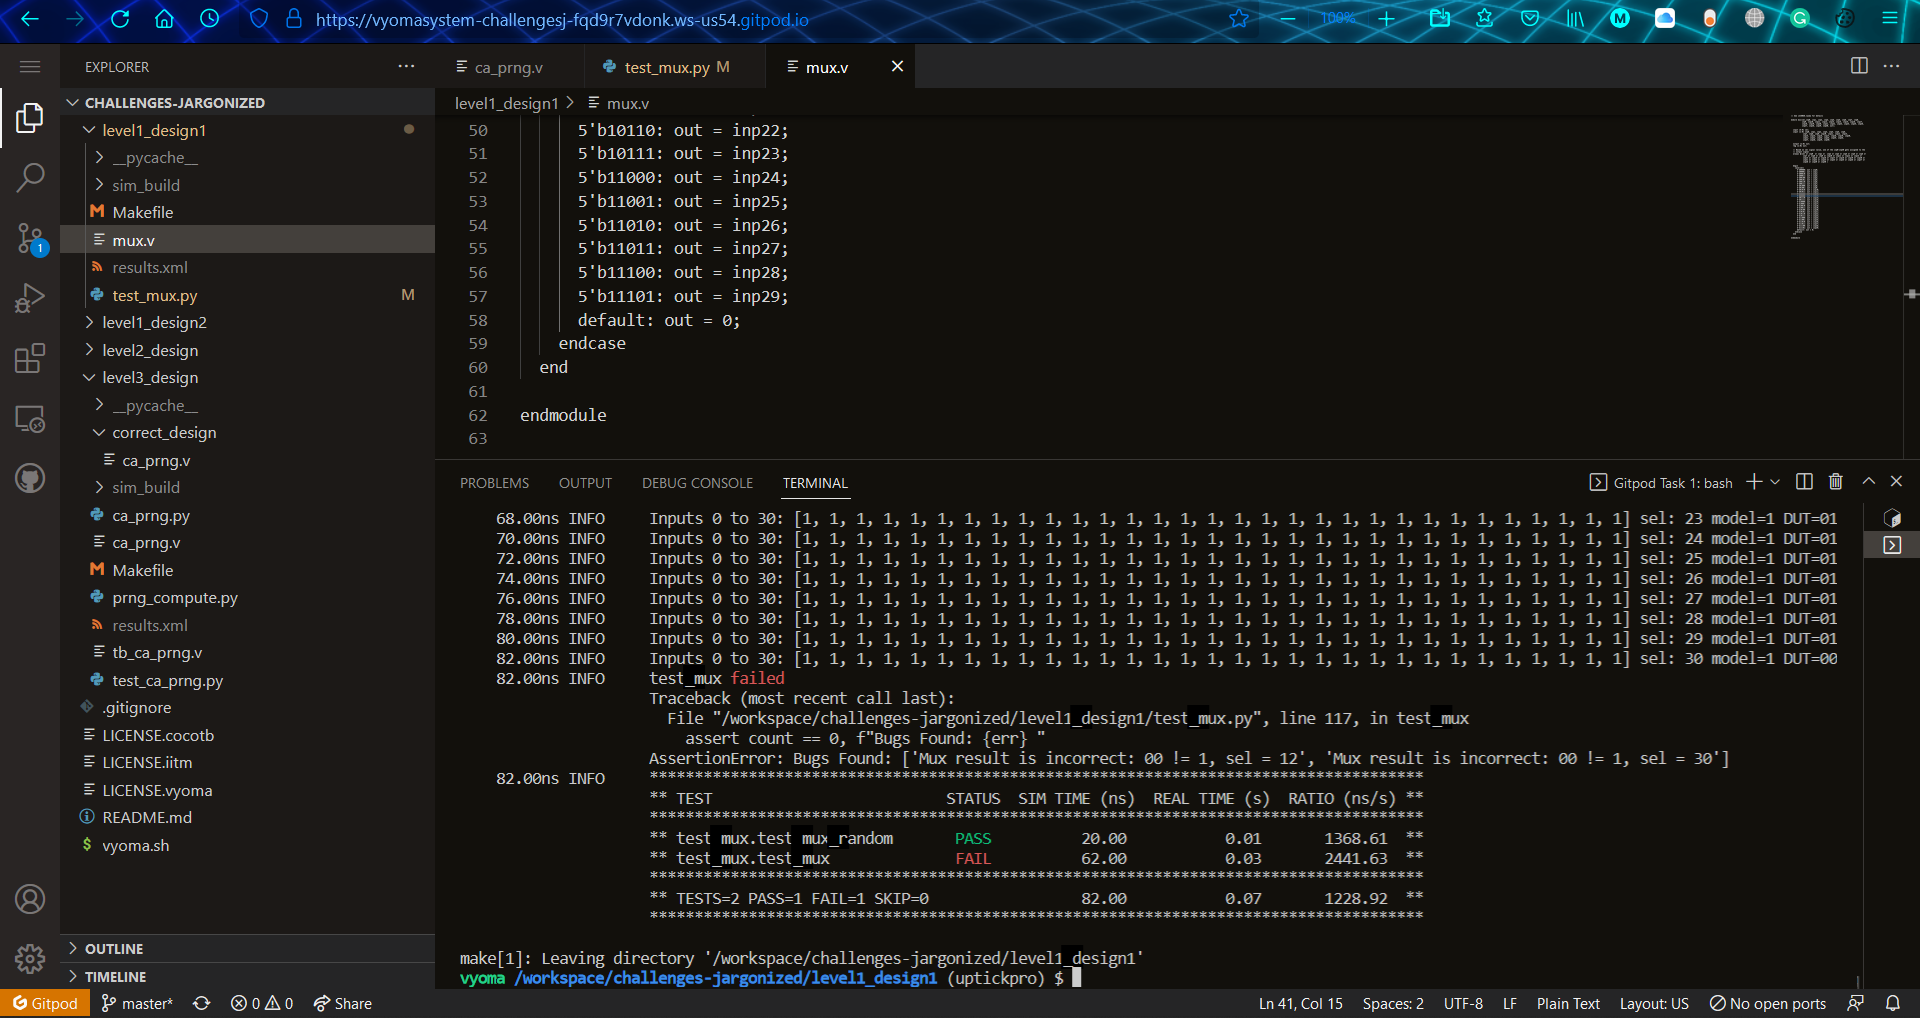 https://vyomasystem-challengesj-fqd9r7vdonk.ws-us54.gitpod.io
100%
EXPLORER
CHALLENGES-JARGONIZED
level1_design1
__pycache__
sim_build
Makefile
mux.v
results.xml
test_mux.py M
level1_design2
level2_design
level3_design
__pycache__
correct_design
ca_prng.v
sim_build
ca_prng.py
ca_prng.v
Makefile
prng_compute.py
results.xml
tb_ca_prng.v
test_ca_prng.py
.gitignore
LICENSE.cocotb
LICENSE.iitm
LICENSE.vyoma
README.md
vyoma.sh
OUTLINE
TIMELINE
1
ca_prng.v
test_mux.py M
mux.v
level1_design1 > mux.v
50 5'b10110: out = inp22;
51 5'b10111: out = inp23;
52 5'b11000: out = inp24;
53 5'b11001: out = inp25;
54 5'b11010: out = inp26;
55 5'b11011: out = inp27;
56 5'b11100: out = inp28;
57 5'b11101: out = inp29;
58 default: out = 0;
59 endcase
60 end
61
62 endmodule
63
PROBLEMS OUTPUT DEBUG CONSOLE TERMINAL
Gitpod Task 1: bash
68.00ns INFO Inputs 0 to 30: [1, 1, 1, 1, 1, 1, 1, 1, 1, 1, 1, 1, 1, 1, 1, 1, 1, 1, 1, 1, 1, 1, 1, 1, 1, 1, 1, 1, 1, 1, 1] sel: 23 model=1 DUT=01
70.00ns INFO Inputs 0 to 30: [1, 1, 1, 1, 1, 1, 1, 1, 1, 1, 1, 1, 1, 1, 1, 1, 1, 1, 1, 1, 1, 1, 1, 1, 1, 1, 1, 1, 1, 1, 1] sel: 24 model=1 DUT=01
72.00ns INFO Inputs 0 to 30: [1, 1, 1, 1, 1, 1, 1, 1, 1, 1, 1, 1, 1, 1, 1, 1, 1, 1, 1, 1, 1, 1, 1, 1, 1, 1, 1, 1, 1, 1, 1] sel: 25 model=1 DUT=01
74.00ns INFO Inputs 0 to 30: [1, 1, 1, 1, 1, 1, 1, 1, 1, 1, 1, 1, 1, 1, 1, 1, 1, 1, 1, 1, 1, 1, 1, 1, 1, 1, 1, 1, 1, 1, 1] sel: 26 model=1 DUT=01
76.00ns INFO Inputs 0 to 30: [1, 1, 1, 1, 1, 1, 1, 1, 1, 1, 1, 1, 1, 1, 1, 1, 1, 1, 1, 1, 1, 1, 1, 1, 1, 1, 1, 1, 1, 1, 1] sel: 27 model=1 DUT=01
78.00ns INFO Inputs 0 to 30: [1, 1, 1, 1, 1, 1, 1, 1, 1, 1, 1, 1, 1, 1, 1, 1, 1, 1, 1, 1, 1, 1, 1, 1, 1, 1, 1, 1, 1, 1, 1] sel: 28 model=1 DUT=01
80.00ns INFO Inputs 0 to 30: [1, 1, 1, 1, 1, 1, 1, 1, 1, 1, 1, 1, 1, 1, 1, 1, 1, 1, 1, 1, 1, 1, 1, 1, 1, 1, 1, 1, 1, 1, 1] sel: 29 model=1 DUT=01
82.00ns INFO Inputs 0 to 30: [1, 1, 1, 1, 1, 1, 1, 1, 1, 1, 1, 1, 1, 1, 1, 1, 1, 1, 1, 1, 1, 1, 1, 1, 1, 1, 1, 1, 1, 1, 1] sel: 30 model=1 DUT=00
82.00ns INFO test_mux failed
Traceback (most recent call last):
File "/workspace/challenges-jargonized/level1_design1/test_mux.py", line 117, in test_mux
assert count == 0, f"Bugs Found: {err} "
AssertionError: Bugs Found: ['Mux result is incorrect: 00 != 1, sel = 12', 'Mux result is incorrect: 00 != 1, sel = 30']
82.00ns INFO **************************************************************************************
** TEST STATUS SIM TIME (ns) REAL TIME (s) RATIO (ns/s) **
**************************************************************************************
** test_mux.test_mux_random PASS 20.00 0.01 1368.61 **
** test_mux.test_mux FAIL 62.00 0.03 2441.63 **
**************************************************************************************
** TESTS=2 PASS=1 FAIL=1 SKIP=0 82.00 0.07 1228.92 **
**************************************************************************************
make[1]: Leaving directory '/workspace/challenges-jargonized/level1_design1'
vyoma /workspace/challenges-jargonized/level1_design1 (uptickpro) $
Gitpod master* 0 0 Share Ln 41, Col 15 Spaces: 2 UTF-8 LF Plain Text Layout: US No open ports